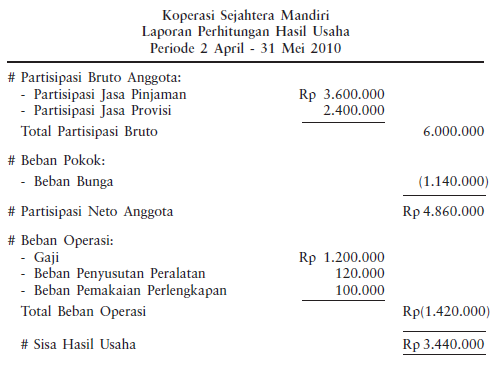 Koperasi Sejahtera Mandiri
Laporan Perhitungan Hasil Usaha
Periode 2 April - 31 Mei 2010
# Partisipasi Bruto Anggota:
- Partisipasi Jasa Pinjaman Rp 3.600.000
- Partisipasi Jasa Provisi 2.400.000
Total Partisipasi Bruto 6.000.000
# Beban Pokok:
- Beban Bunga (1.140.000)
# Partisipasi Neto Anggota Rp 4.860.000
# Beban Operasi:
- Gaji Rp 1.200.000
- Beban Penyusutan Peralatan 120.000
- Beban Pemakaian Perlengkapan 100.000
Total Beban Operasi Rp(1.420.000)
# Sisa Hasil Usaha Rp 3.440.000